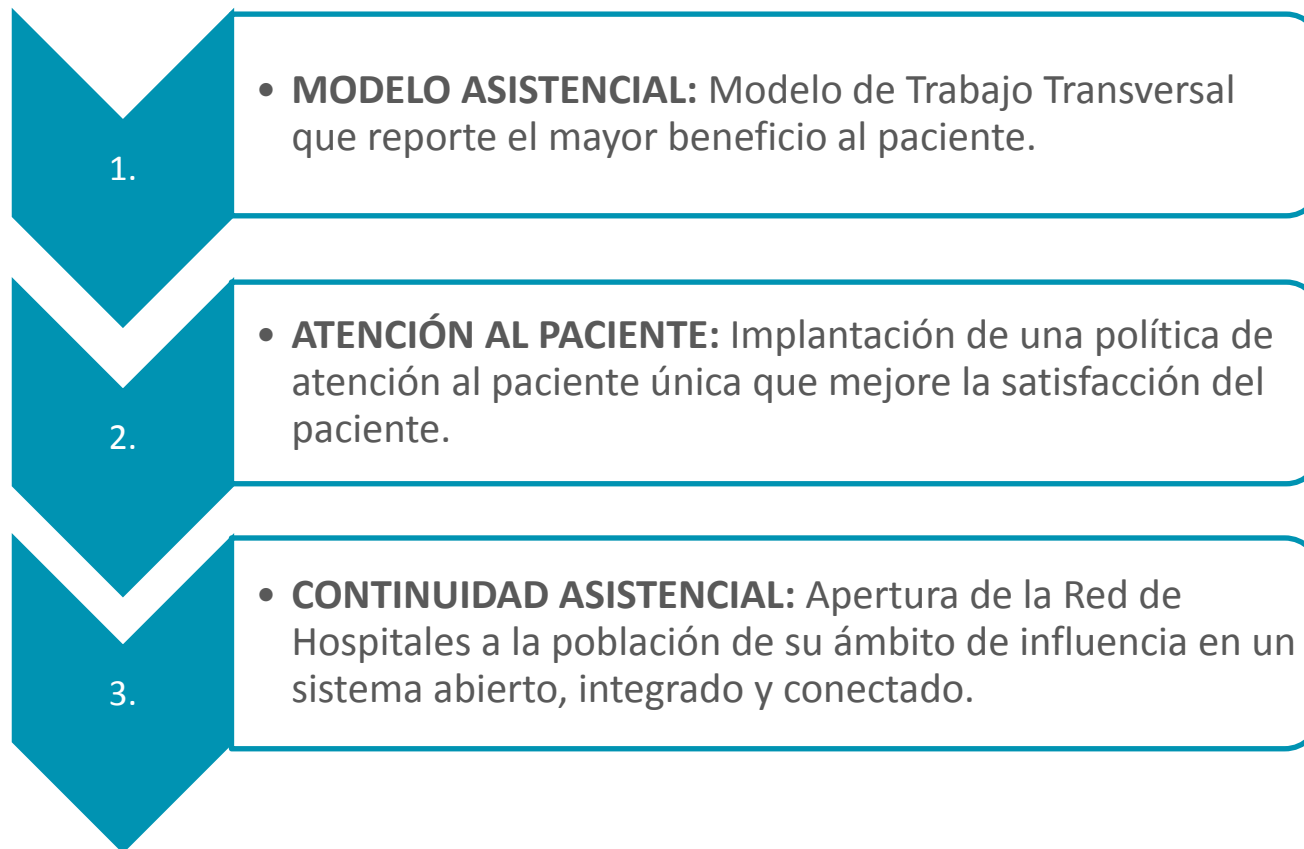 1.
• MODELO ASISTENCIAL: Modelo de Trabajo Transversal
que reporte el mayor beneficio al paciente.
2.
• ATENCIÓN AL PACIENTE: Implantación de una política de
atención al paciente única que mejore la satisfacción del
paciente.
3.
• CONTINUIDAD ASISTENCIAL: Apertura de la Red de
Hospitales a la población de su ámbito de influencia en un
sistema abierto, integrado y conectado.